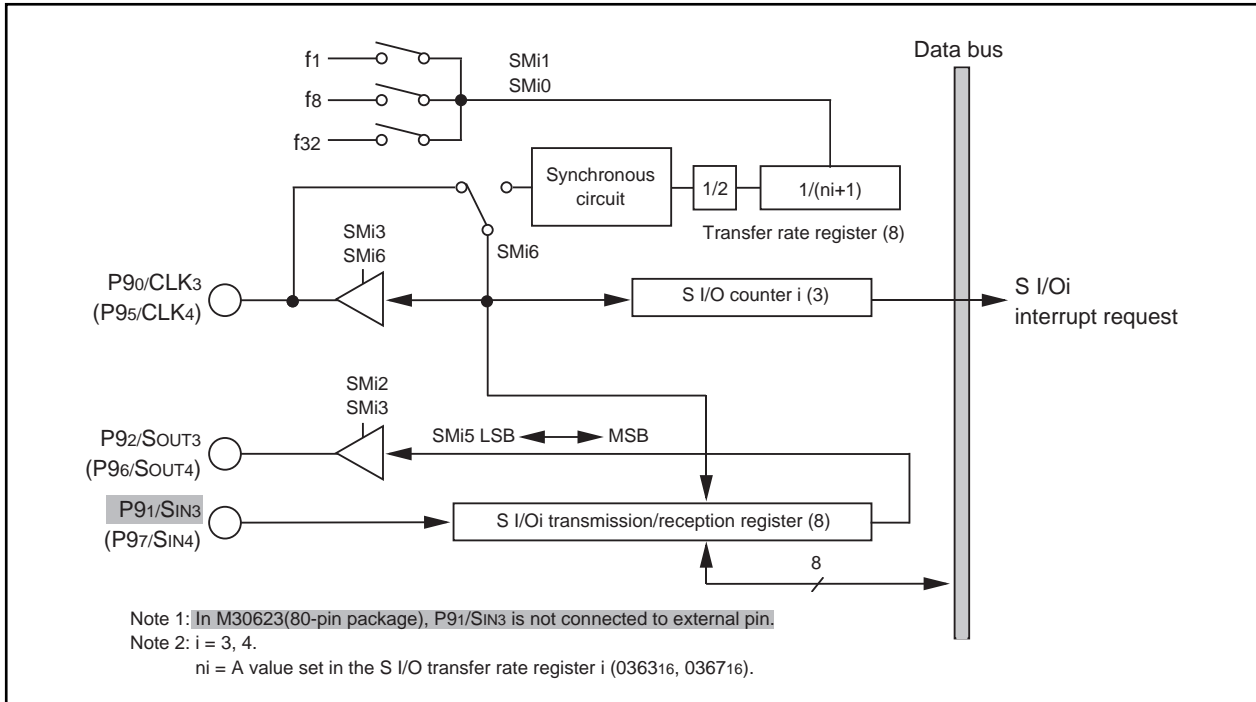 Data bus
f1
SMi1
SMi0
f8
f32
Synchronous
circuit
1/2
1/(ni+1)
Transfer rate register (8)
SMi6
SMi3
SMi6
P90/CLK3
(P95/CLK4)
S I/O counter i (3)
S I/Oi
interrupt request
SMi2
SMi3
SMi5 LSB
MSB
P92/SOUT3
(P96/SOUT4)
P91/SIN3
(P97/SIN4)
S I/Oi transmission/reception register (8)
8
Note 1: In M30623(80-pin package), P91/SIN3 is not connected to external pin.
Note 2: i = 3, 4.
ni = A value set in the S I/O transfer rate register i (036316, 036716).